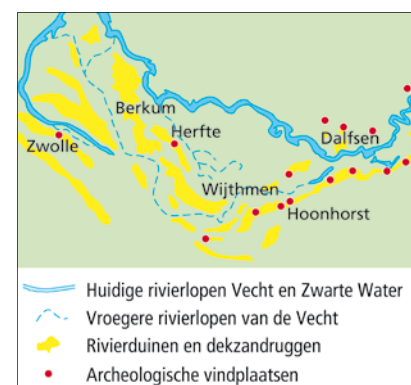 Berkum
Herfte
Dalfsen
Zwolle
Wijthmen
Hoonhorst
Huidige rivierlopen Vecht en Zwarte Water
Vroegere rivierlopen van de Vecht
Rivierduinen en dekzandruggen
Archeologische vindplaatsen